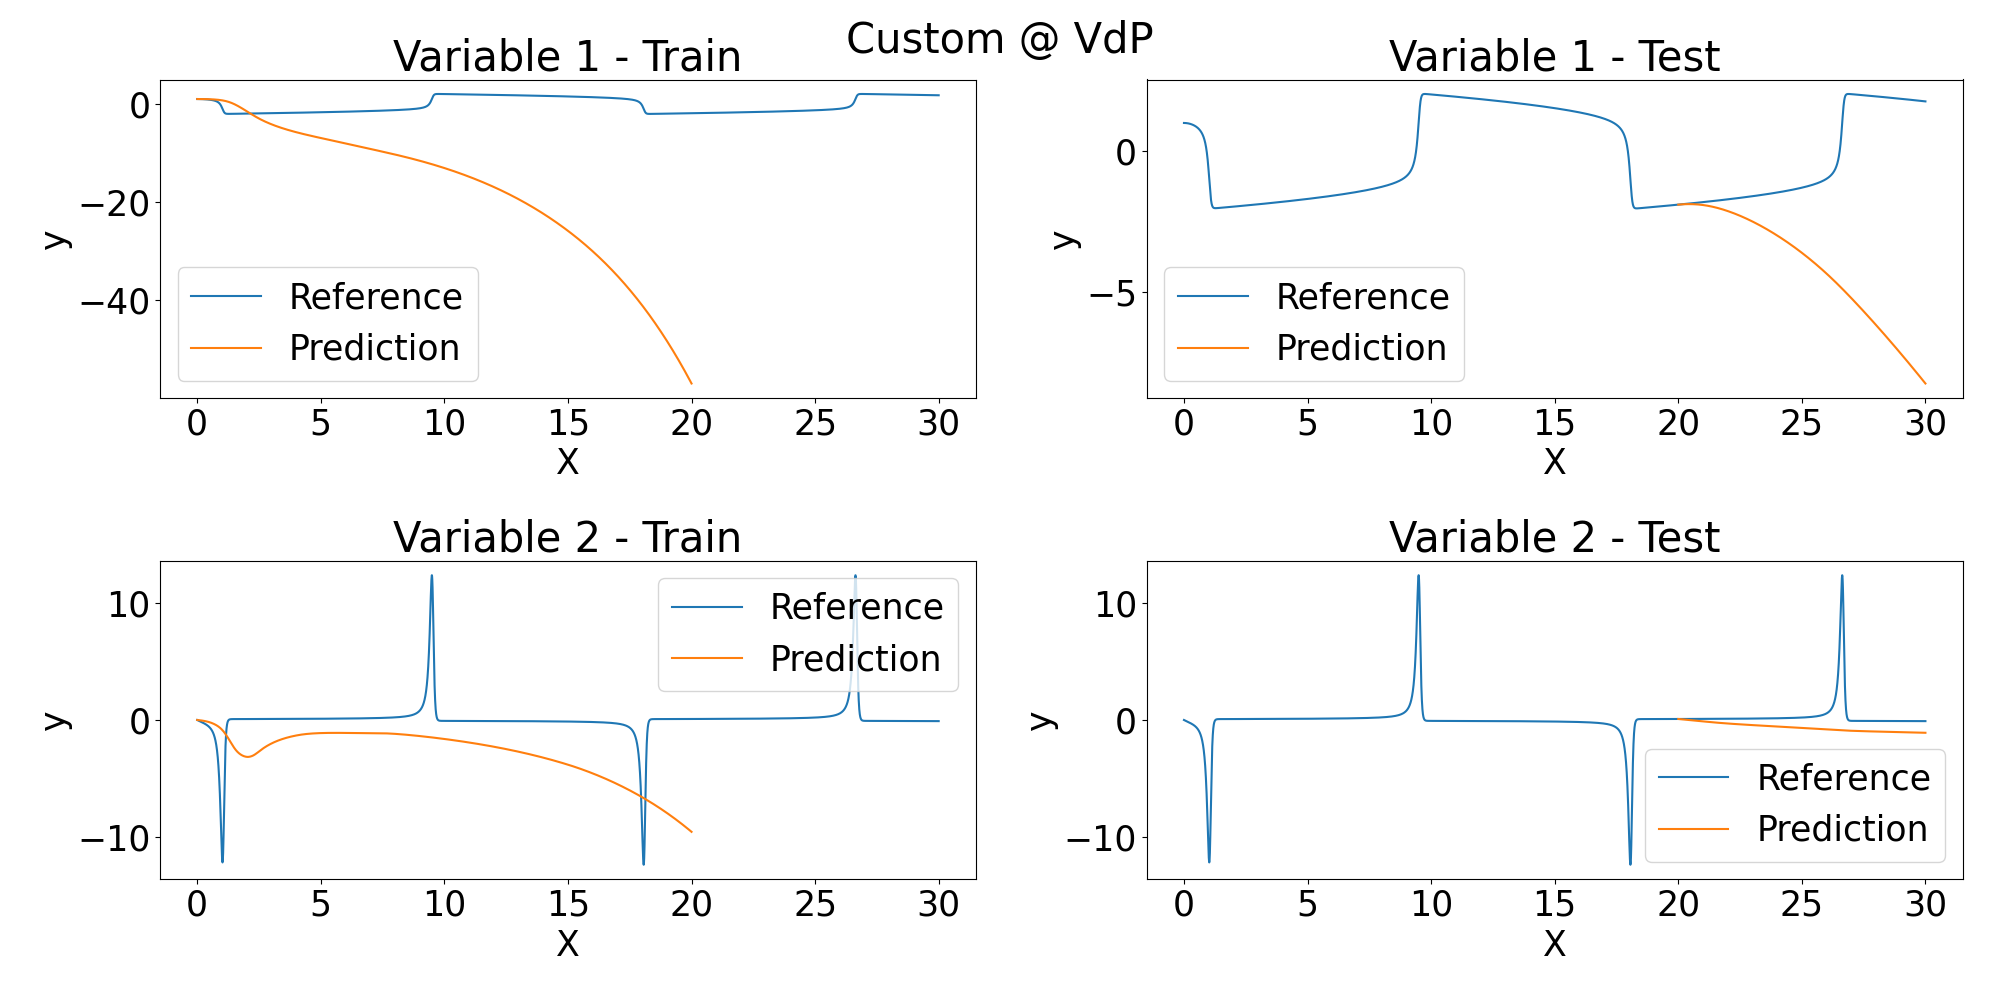 Custom @ VdP
Variable 1 - Train
0
−20
−40
y
Reference
Prediction
0 5 10 15 20 25 30
X
Variable 1 - Test
0
−5
y
Reference
Prediction
0 5 10 15 20 25 30
X
Variable 2 - Train
10
0
−10
y
Reference
Prediction
0 5 10 15 20 25 30
X
Variable 2 - Test
10
0
−10
y
Reference
Prediction
0 5 10 15 20 25 30
X